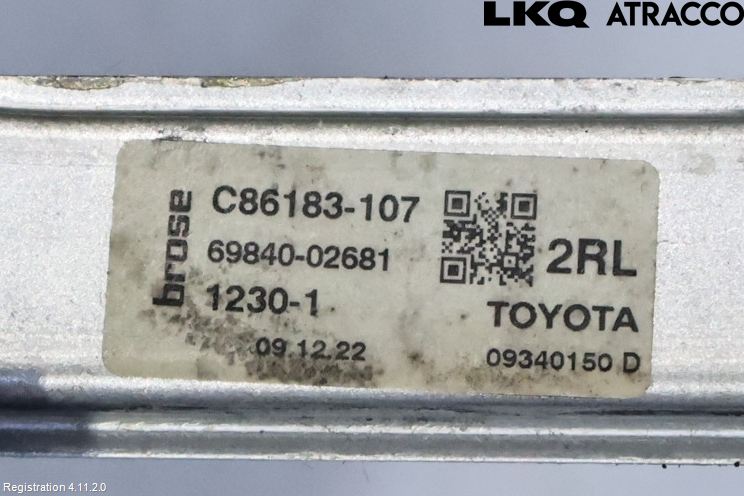 LKQ ATRACCO
brose
C86183-107
69840-02681
1230-1
09.12.22
2RL
TOYOTA
09340150 D
Registration 4.11.2.0